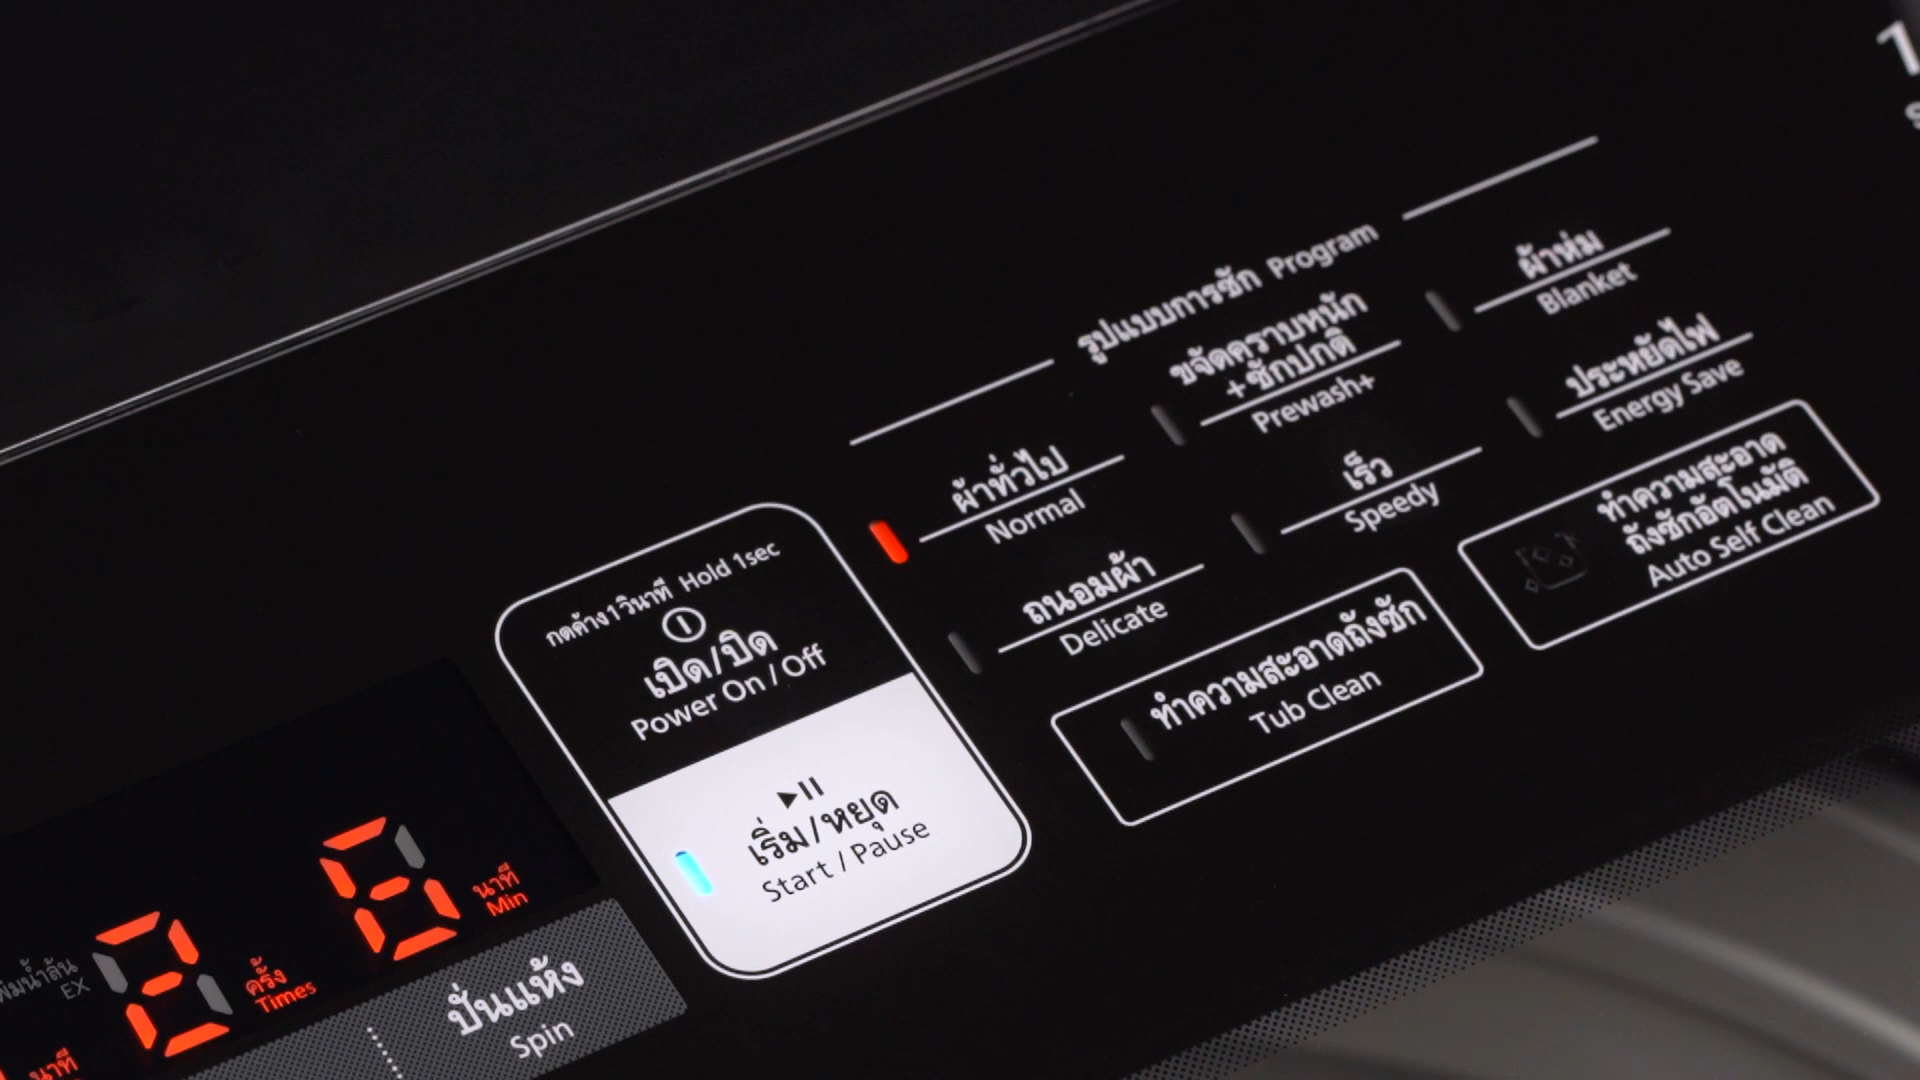 รูปแบบการซัก Program
ผ้าทั่วไป
Normal
ขจัดคราบหนัก
+ซักปกติ
Prewash+
ผ้าห่ม
Blanket
ถนอมผ้า
Delicate
เร็ว
Speedy
ประหยัดไฟ
Energy Save
ทำความสะอาดถังซัก
Tub Clean
ทำความสะอาด
ถังซักอัตโนมัติ
Auto Self Clean
กดค้าง 1 วินาที Hold 1sec
เปิด/ปิด
Power On / Off
เริ่ม/หยุด
Start / Pause
EX
2
ครั้ง
Times
6
นาที
Min
นาที
ปั่นแห้ง
Spin